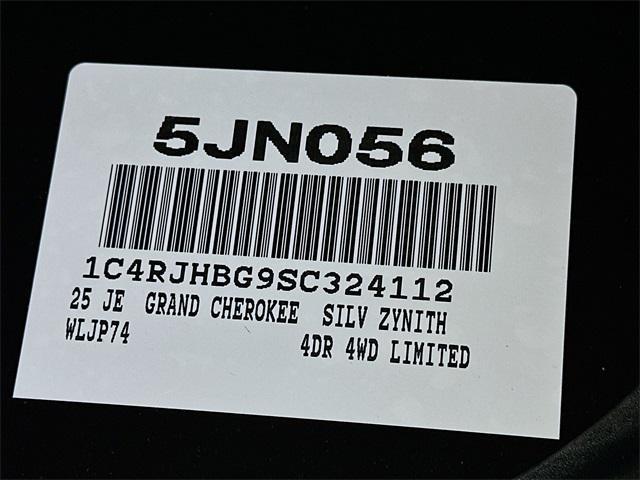 5JN056
1C4RJHBG9SC324112
25 JE GRAND CHEROKEE SILV ZYNITH
WLJP74 4DR 4WD LIMITED